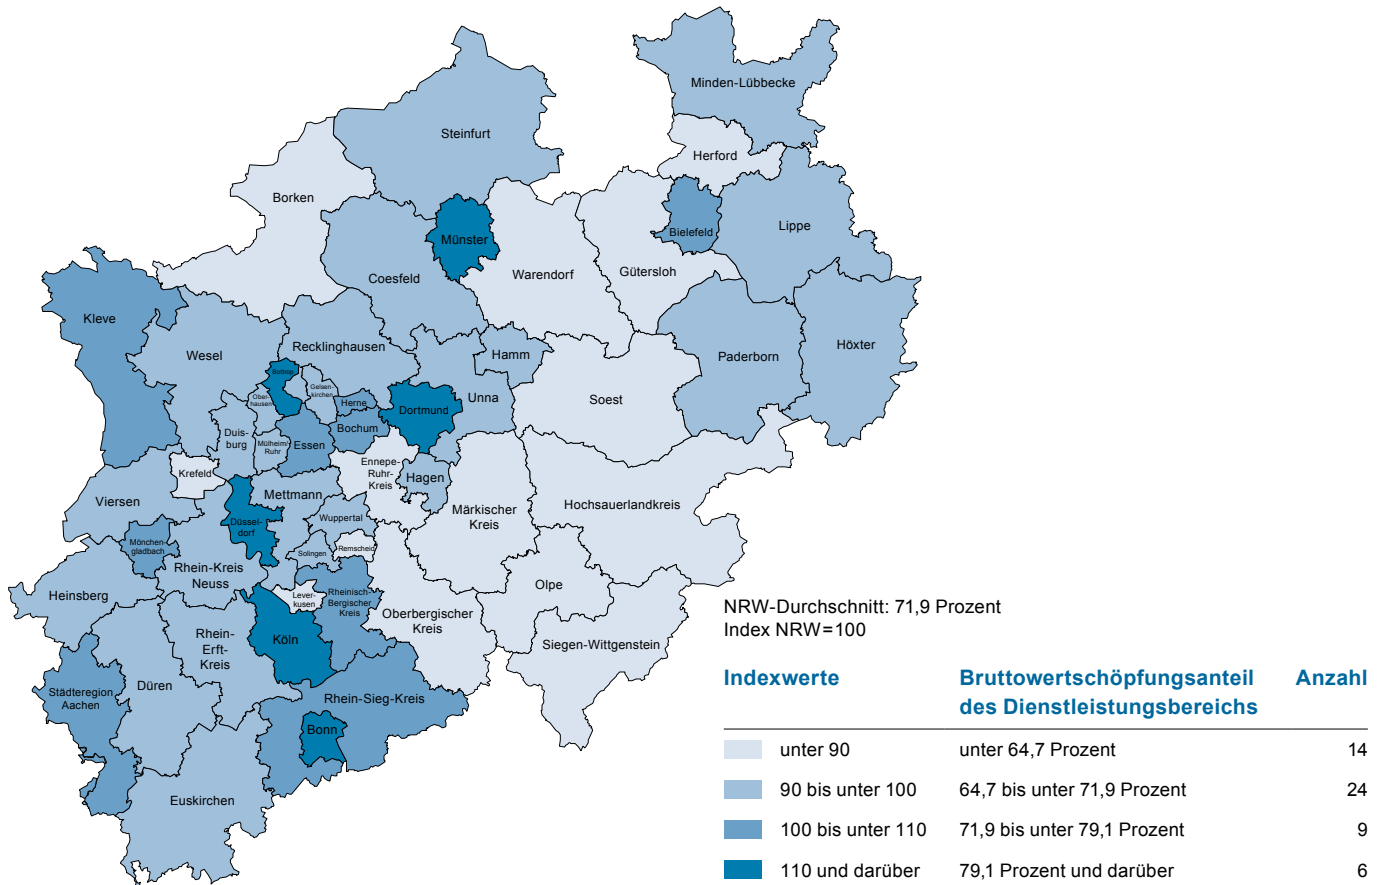 Minden-Lübbecke
Steinfurt
Herford
Borken
Bielefeld
Lippe
Münster
Gütersloh
Warendorf
Coesfeld
Kleve
Höxter
Recklinghausen
Hamm
Wesel
Paderborn
Bottrop
Gelsen-
kirchen
Ober-
hausen
Herne
Unna
Soest
Dortmund
Bochum
Duis-
burg
Mülheim/
Ruhr
Essen
Ennepe-
Ruhr-
Kreis
Krefeld
Hagen
Mettmann
Viersen
Hochsauerlandkreis
Märkischer
Kreis
Wuppertal
Düssel-
dorf
Mönchen-
gladbach
Solingen
Remscheid
Rhein-Kreis
Neuss
Olpe
Heinsberg
Lever-
kusen
Rheinisch-
Bergischer
Kreis
Oberbergischer
Kreis
Rhein-
Erft-
Kreis
Köln
Siegen-Wittgenstein
Düren
Städteregion
Aachen
Rhein-Sieg-Kreis
Bonn
Euskirchen
NRW-Durchschnitt: 71,9 Prozent
Index NRW=100
Indexwerte Bruttowertschöpfungsanteil des Dienstleistungsbereichs Anzahl
unter 90 unter 64,7 Prozent 14
90 bis unter 100 64,7 bis unter 71,9 Prozent 24
100 bis unter 110 71,9 bis unter 79,1 Prozent 9
110 und darüber 79,1 Prozent und darüber 6